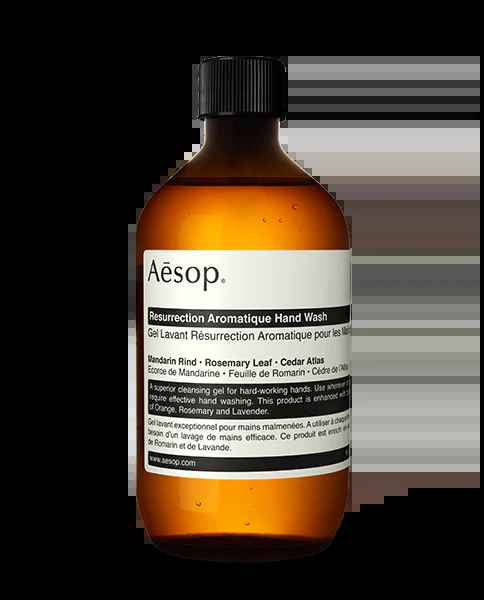 Aēsop®
Resurrection Aromatique Hand Wash
Gel Lavant Résurrection Aromatique pour les
Mandarin Rind • Rosemary Leaf • Cedar Atlas
Ecorce de Mandarine • Feuille de Romarin • Cèdre de l'Atlas
A superior cleansing gel for hard-working hands. Use
require effective hand washing. This product is enhanced with
of Orange, Rosemary and Lavender.
Gel lavant exceptionnel pour mains malmenées. A utiliser à chaque
besoin d'un lavage de mains efficace. Ce produit est enrichi
de Romarin et de Lavande.
www.aesop.com